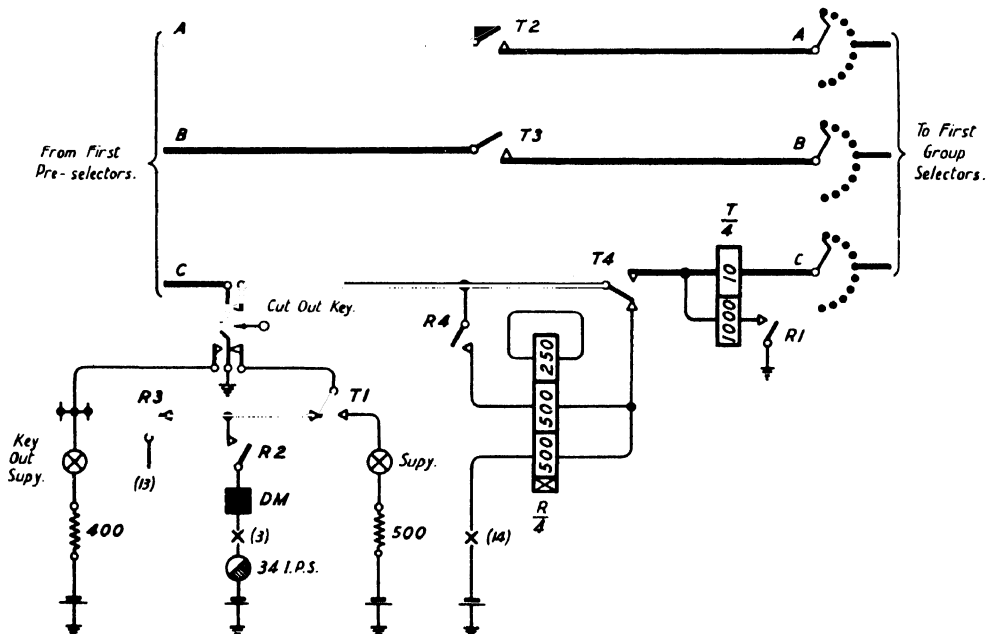 A
T2
A
B
T3
B
From First
Pre-selectors.
To First
Group
Selectors.
C
T4
T
4
10
1000
C
Cut Out Key.
R4
R1
250
500
500
R
4
R3
T1
Key
Out
Supy.
(13)
R2
Supy.
DM
400
(3)
500
(14)
34 I.P.S.